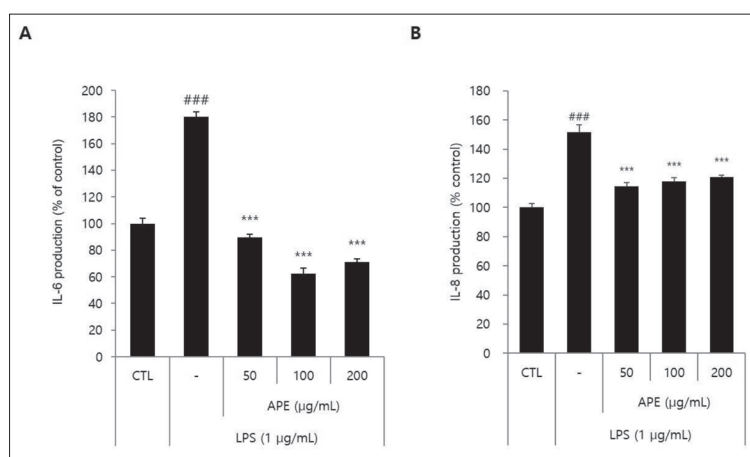 A
IL-6 production (% of control)
200
180
160
140
120
100
80
60
40
20
0
###
***
***
***
CTL - 50 100 200
APE (μg/mL)
LPS (1 μg/mL)
B
IL-8 production (% control)
180
160
140
120
100
80
60
40
20
0
###
***
***
***
CTL - 50 100 200
APE (μg/mL)
LPS (1 μg/mL)